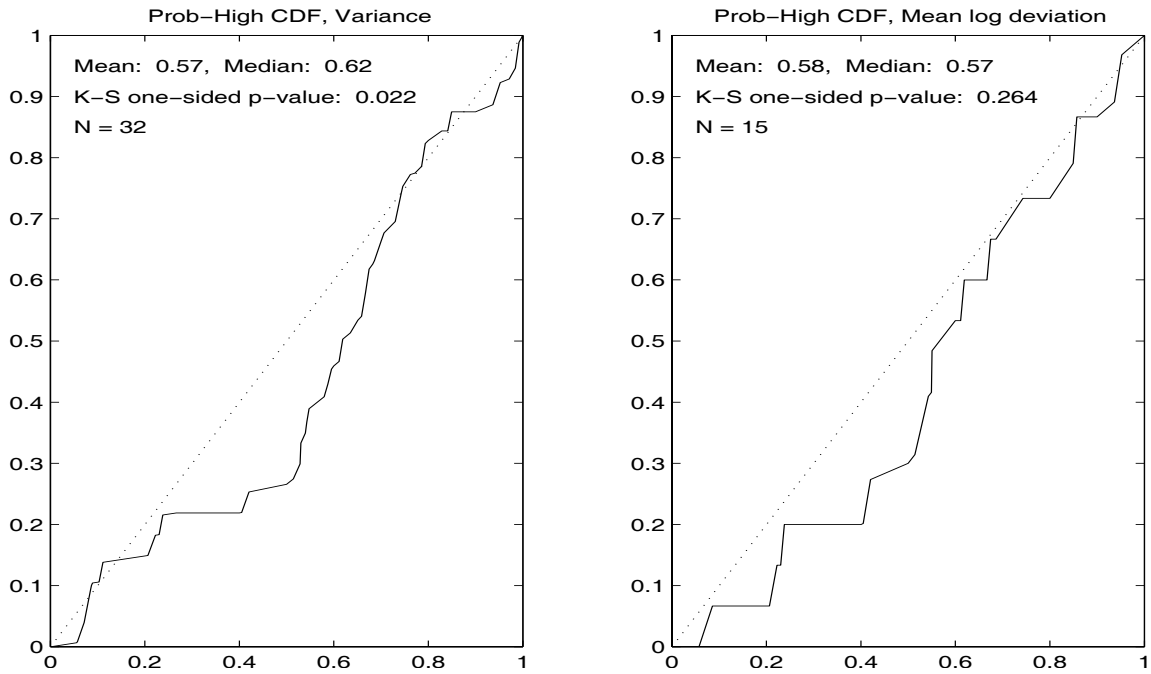 Prob-High CDF, Variance
Mean: 0.57, Median: 0.62
K-S one-sided p-value: 0.022
N = 32
1
0.9
0.8
0.7
0.6
0.5
0.4
0.3
0.2
0.1
0
0 0.2 0.4 0.6 0.8 1
Prob-High CDF, Mean log deviation
Mean: 0.58, Median: 0.57
K-S one-sided p-value: 0.264
N = 15
1
0.9
0.8
0.7
0.6
0.5
0.4
0.3
0.2
0.1
0
0 0.2 0.4 0.6 0.8 1